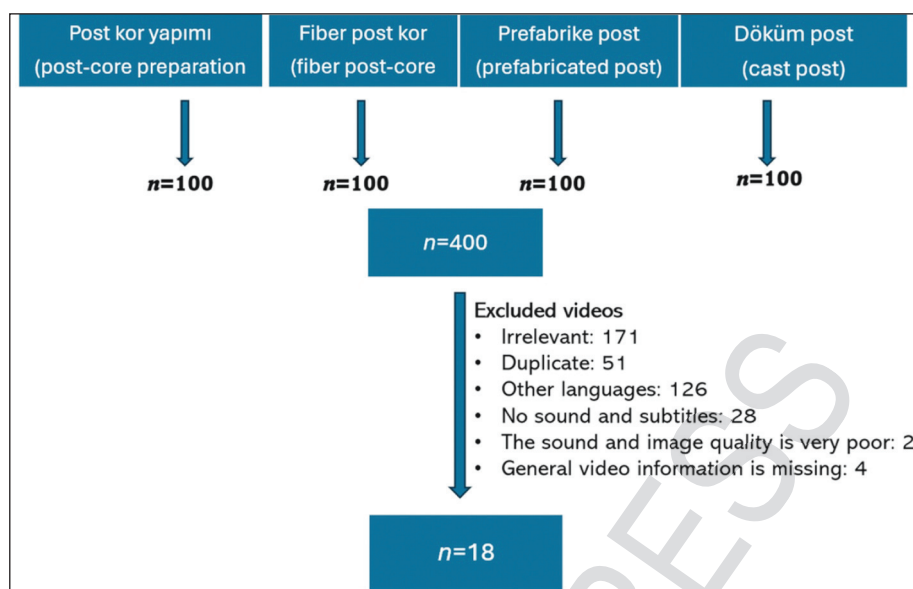 Post kor yapımı
(post-core preparation
Fiber post kor
(fiber post-core
Prefabrike post
(prefabricated post)
Döküm post
(cast post)
n=100
n=100
n=100
n=100
n=400
Excluded videos
• Irrelevant: 171
• Duplicate: 51
• Other languages: 126
• No sound and subtitles: 28
• The sound and image quality is very poor: 2
• General video information is missing: 4
n=18
RESS